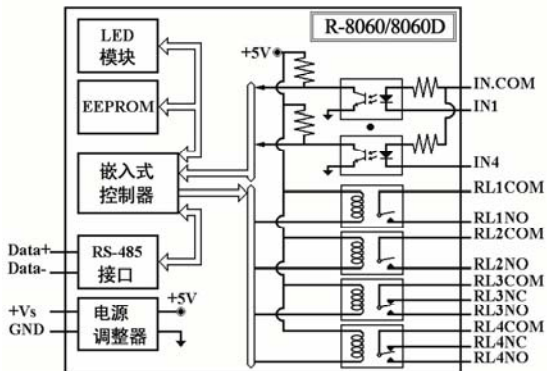 R-8060/8060D
LED
模块
EEPROM
嵌入式
控制器
RS-485
接口
Data+
Data-
+Vs
GND
电源
调整器
+5V
+5V
IN.COM
IN1
IN4
RL1COM
RL1NO
RL2COM
RL2NO
RL3COM
RL3NC
RL3NO
RL4COM
RL4NC
RL4NO